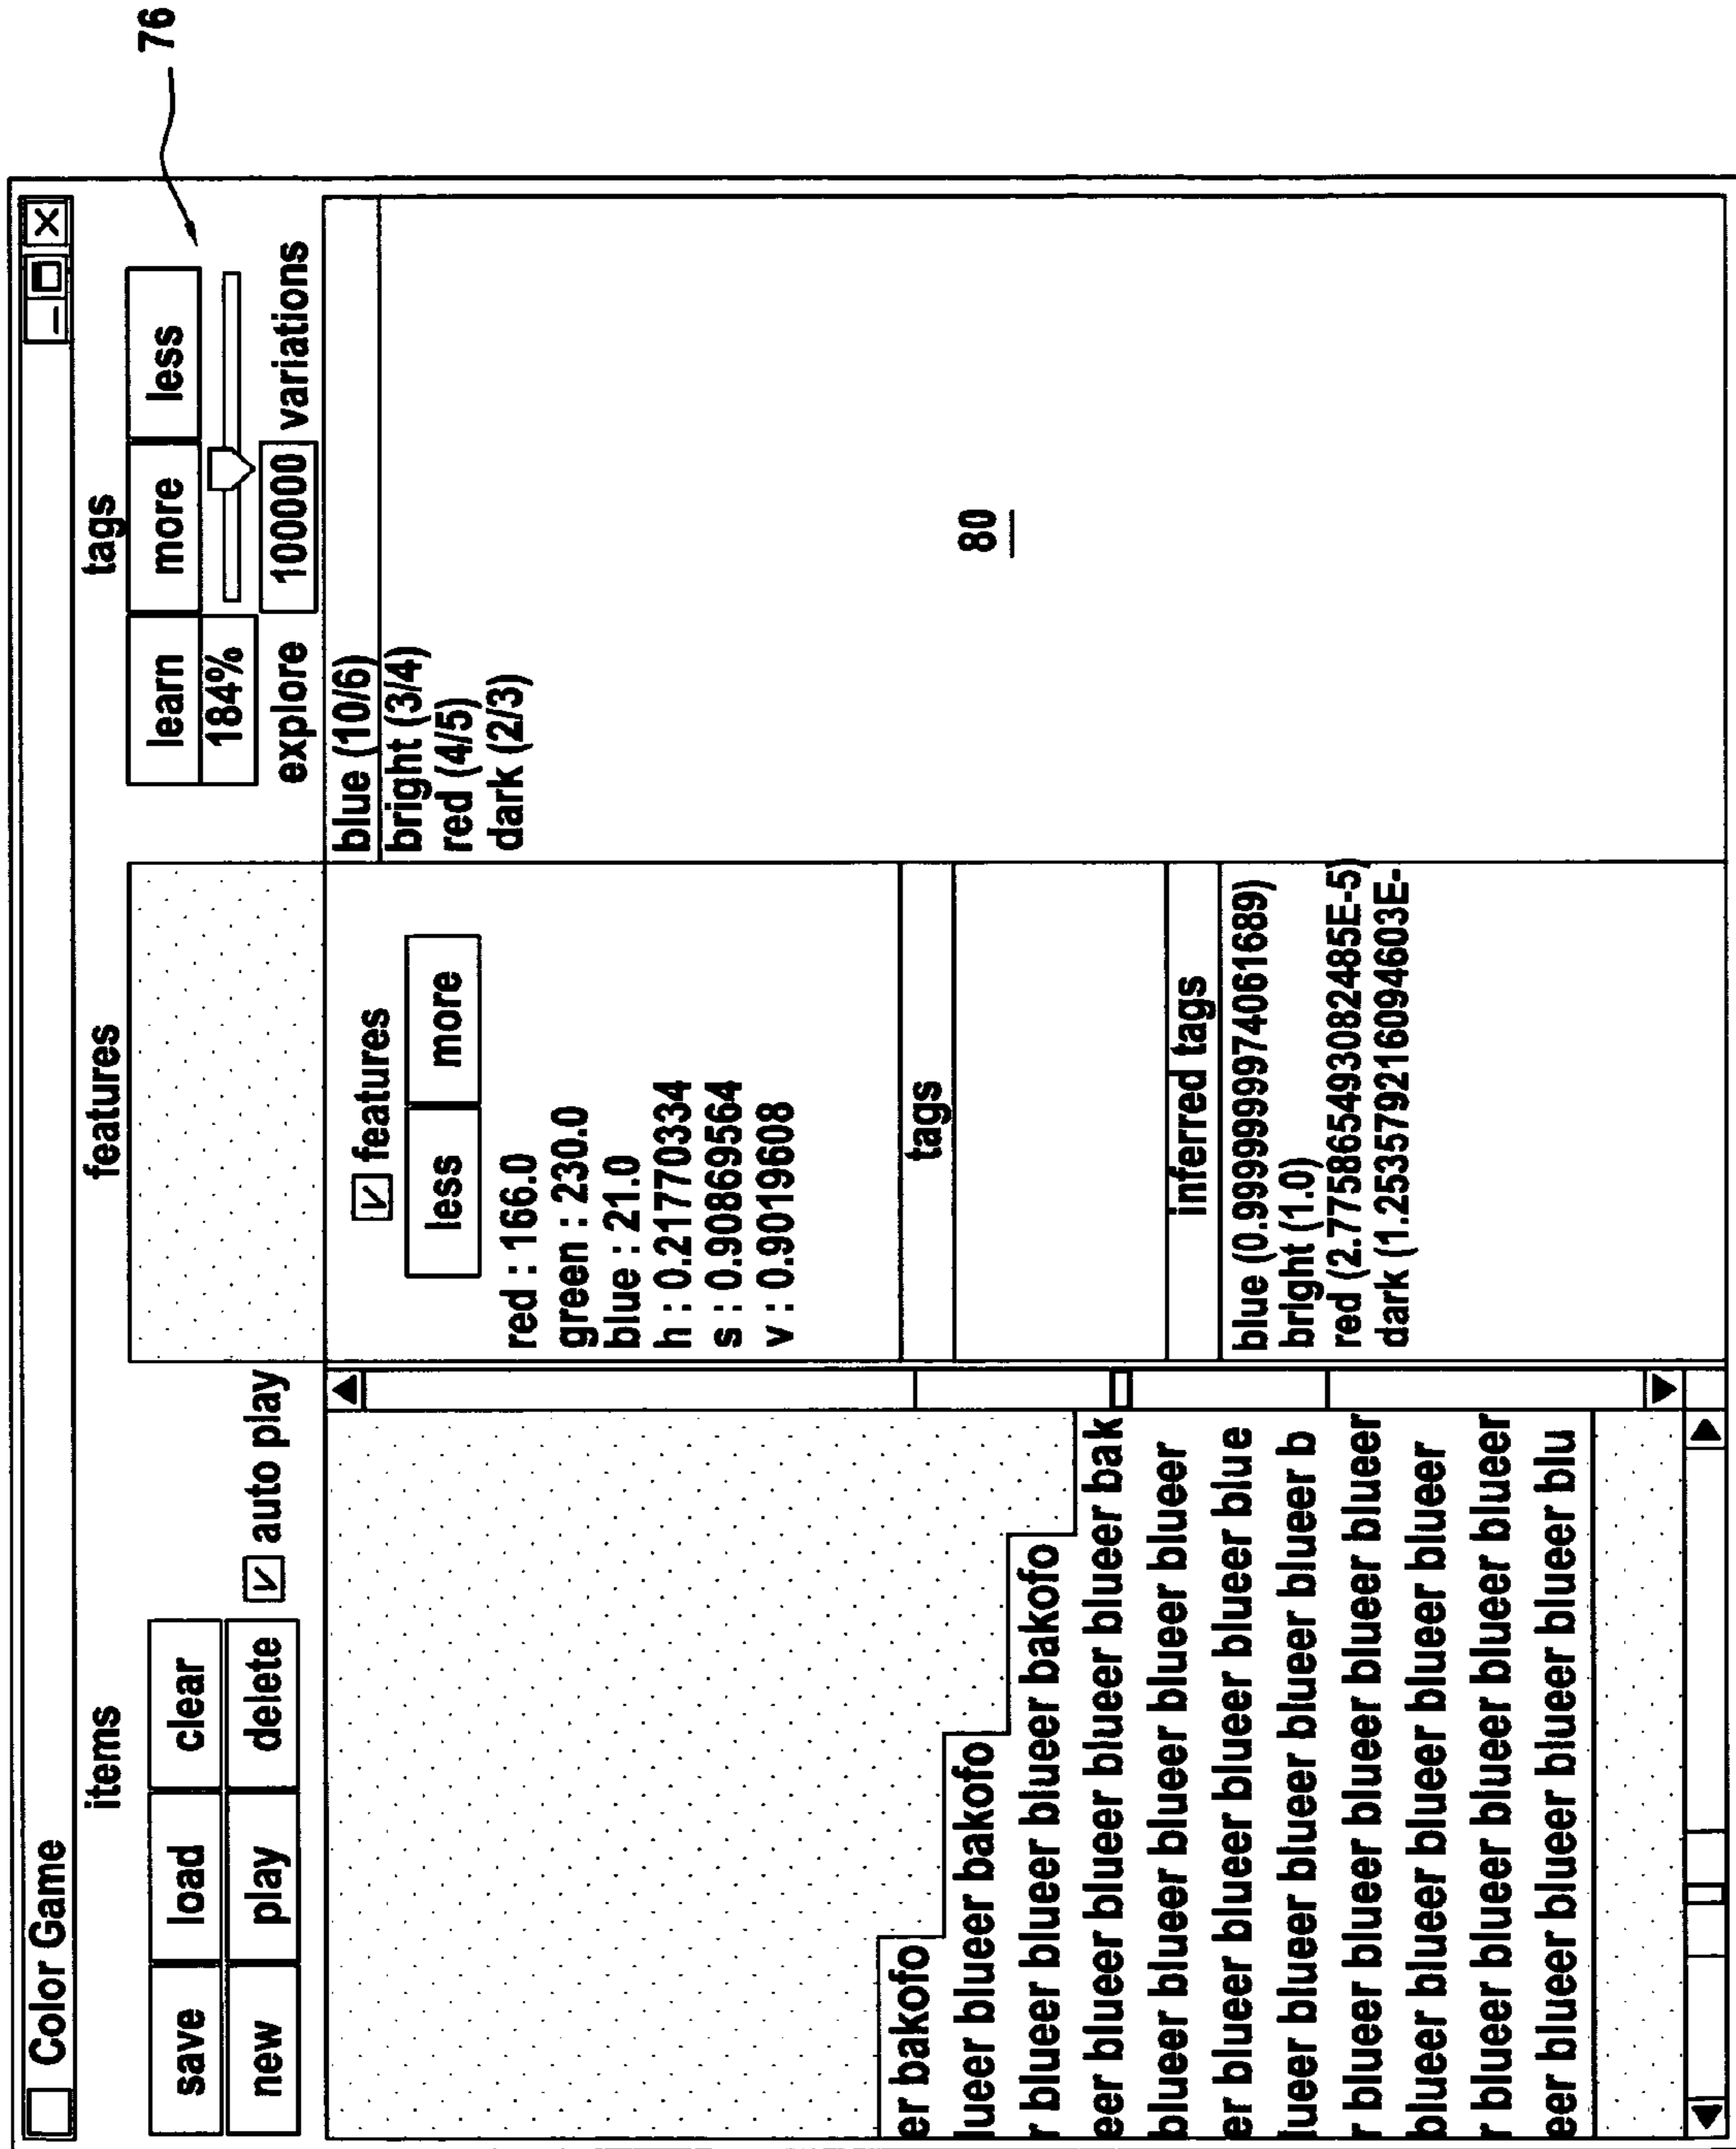 Color Game
items
save load clear
new play delete
auto play
er bakofo
lueer blueer bakofo
r blueer blueer blueer bakofo
eer blueer blueer blueer blueer bak
blueer blueer blueer blueer blueer
er blueer blueer blueer blueer blue
lueer blueer blueer blueer blueer b
r blueer blueer blueer blueer blueer
blueer blueer blueer blueer blueer
r blueer blueer blueer blueer blueer
eer blueer blueer blueer blueer blu
features
features
less more
red : 166.0
green : 230.0
blue : 21.0
h : 0.21770334
s : 0.90869564
v : 0.9019608
tags
inferred tags
blue (0.99999999974061689)
bright (1.0)
red (2.775865493082485E-5)
dark (1.2535792160946​03E-
tags
learn more less
184%
explore 100000 variations
blue (10/6)
bright (3/4)
red (4/5)
dark (2/3)
80
76